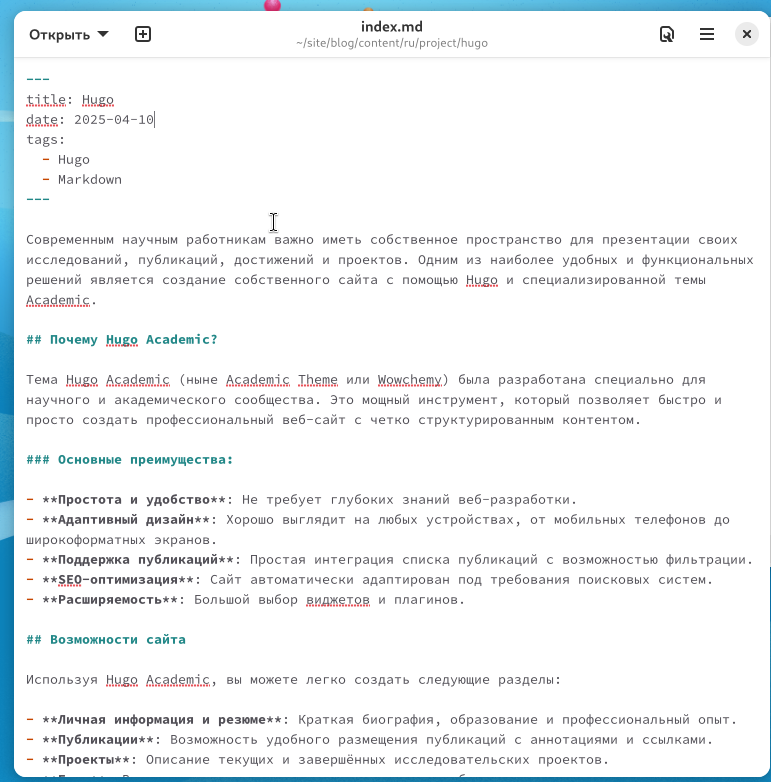 Открыть
index.md
~/site/blog/content/ru/project/hugo
---
title: Hugo
date: 2025-04-10
tags:
  - Hugo
  - Markdown
---
Современным научным работникам важно иметь собственное пространство для презентации своих
исследований, публикаций, достижений и проектов. Одним из наиболее удобных и функциональных
решений является создание собственного сайта с помощью Hugo и специализированной темы
Academic.
## Почему Hugo Academic?
Тема Hugo Academic (ныне Academic Theme или Wowchemy) была разработана специально для
научного и академического сообщества. Это мощный инструмент, который позволяет быстро и
просто создать профессиональный веб-сайт с четко структурированным контентом.
### Основные преимущества:
- **Простота и удобство**: Не требует глубоких знаний веб-разработки.
- **Адаптивный дизайн**: Хорошо выглядит на любых устройствах, от мобильных телефонов до
широкоформатных экранов.
- **Поддержка публикаций**: Простая интеграция списка публикаций с возможностью фильтрации.
- **SEO-оптимизация**: Сайт автоматически адаптирован под требования поисковых систем.
- **Расширяемость**: Большой выбор виджетов и плагинов.
## Возможности сайта
Используя Hugo Academic, вы можете легко создать следующие разделы:
- **Личная информация и резюме**: Краткая биография, образование и профессиональный опыт.
- **Публикации**: Возможность удобного размещения публикаций с аннотациями и ссылками.
- **Проекты**: Описание текущих и завершённых исследовательских проектов.